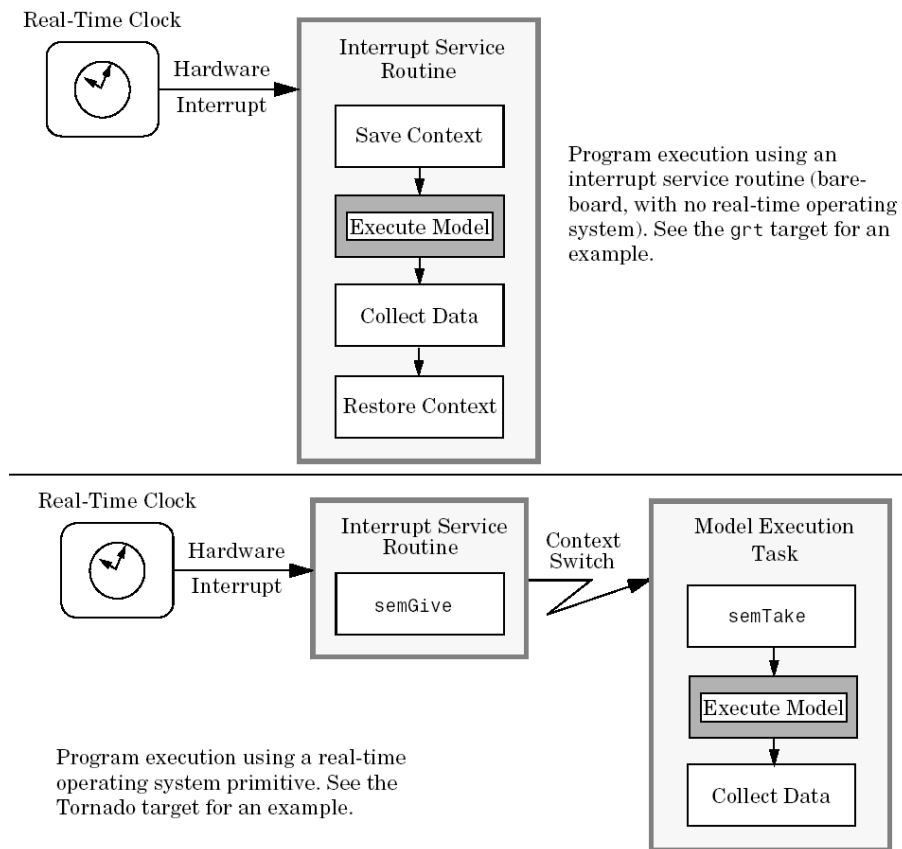 Real-Time Clock
Hardware
Interrupt
Interrupt Service
Routine
Save Context
Execute Model
Collect Data
Restore Context
Program execution using an
interrupt service routine (bare-
board, with no real-time operating
system). See the grt target for an
example.
Real-Time Clock
Hardware
Interrupt
Interrupt Service
Routine
semGive
Context
Switch
Model Execution
Task
semTake
Execute Model
Collect Data
Program execution using a real-time
operating system primitive. See the
Tornado target for an example.